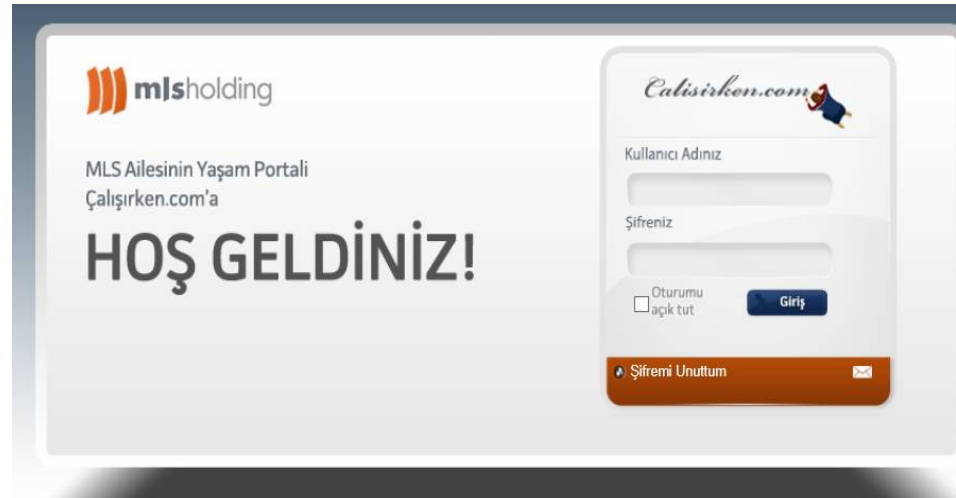 mlsholding
MLS Ailesinin Yaşam Portali
Çalışırken.com'a
HOŞ GELDİNİZ!
Calisirken.com
Kullanıcı Adınız
Şifreniz
Oturumu
açık tut
Giriş
Şifremi Unuttum